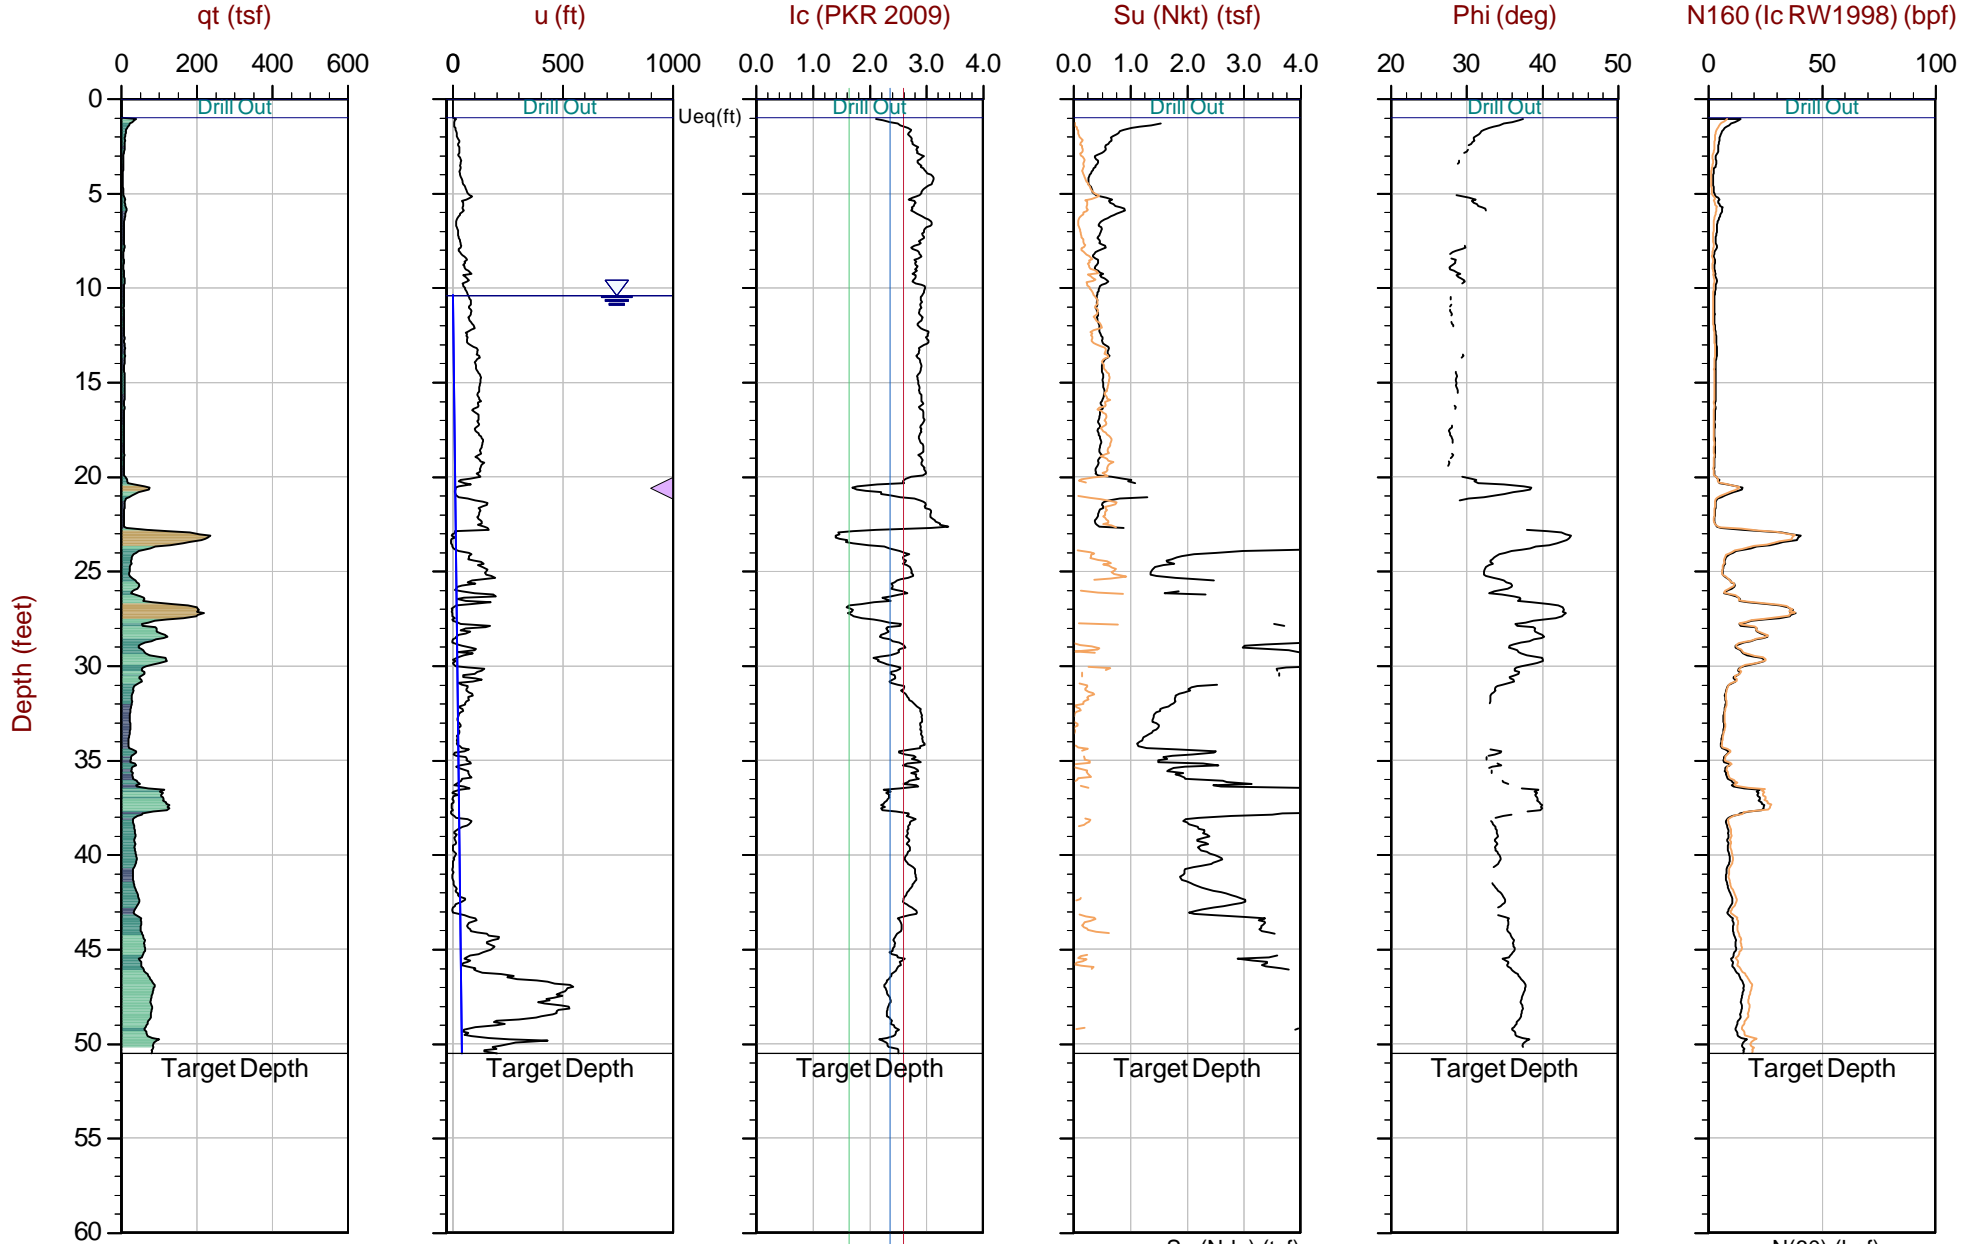 qt (tsf) u (ft) Ic (PKR 2009) Su (Nkt) (tsf) Phi (deg) N160 (Ic RW1998) (bpf)
0 200 400 600 0 500 1000 0.0 1.0 2.0 3.0 4.0 0.0 1.0 2.0 3.0 4.0 20 30 40 50 0 50 100
0 Drill Out Drill Out Drill Out Drill Out Drill Out Drill Out
Ueq(ft)
5
10
15
20
25
30
35
40
45
50
Target Depth Target Depth Target Depth Target Depth Target Depth Target Depth
55
60
Depth (feet)